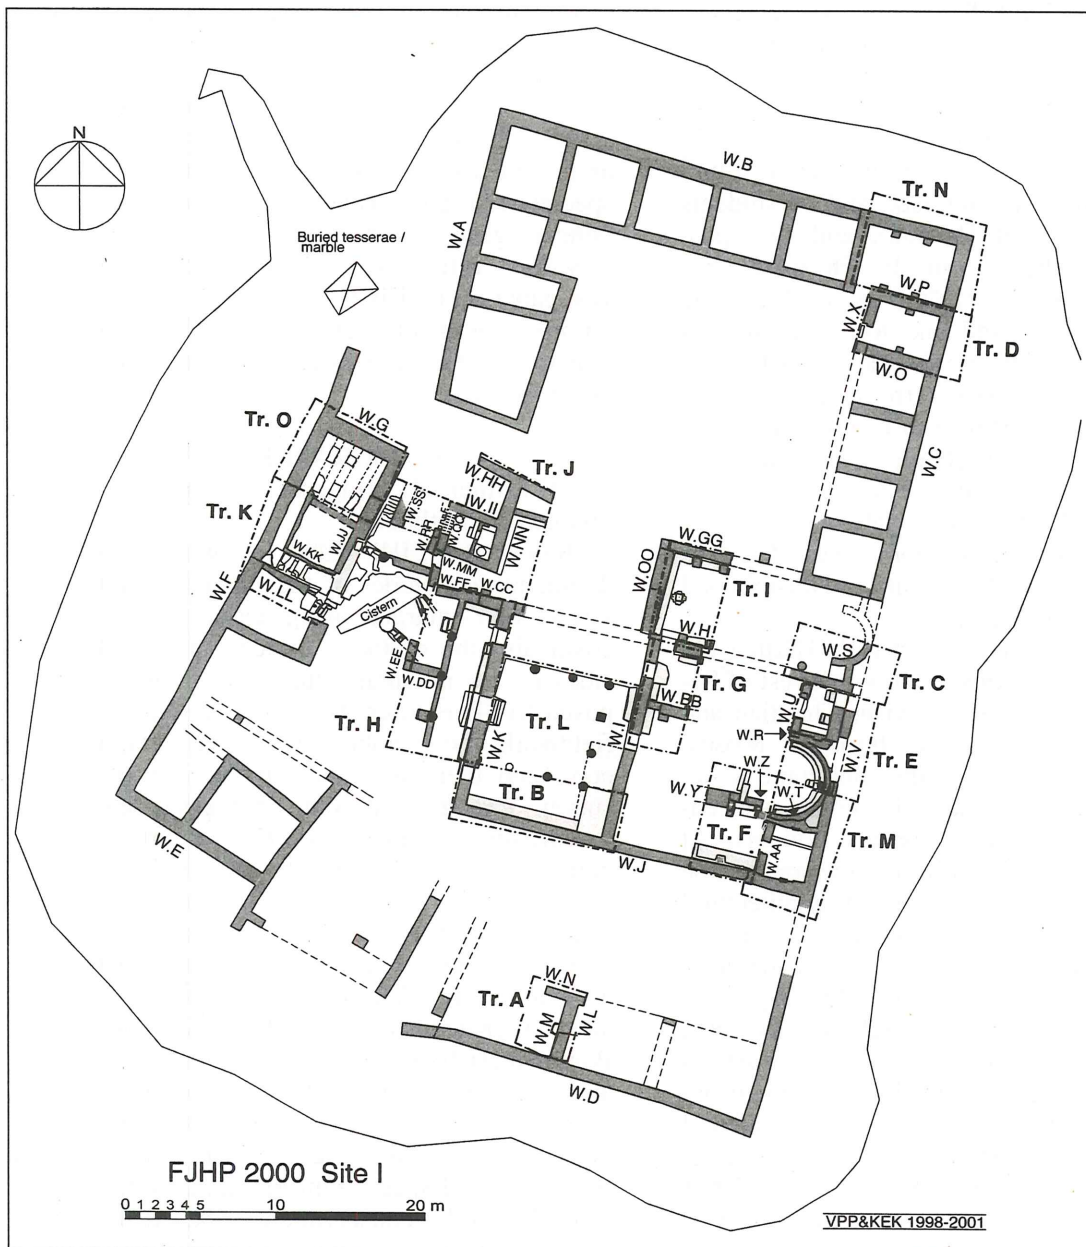 N
W.B
Tr. N
W.A
Buried tesserae /
marble
W.P
W.X
Tr. D
W.O
W.C
Tr. O
W.G
Tr. J
W.HH
W.II
W.SS
W.RR
W.NN
Tr. K
W.JJ
W.KK
W.MM
W.FF
W.CC
W.F
W.LL
Cistern
W.GG
W.OO
Tr. I
W.H
W.S
Tr. C
Tr. G
W.EE
W.DD
W.U
W.BB
Tr. H
Tr. L
W.I
W.K
W.R
W.V
Tr. E
W.Z
W.Y
W.T
Tr. B
Tr. F
Tr. M
W.AA
W.E
W.J
W.N
Tr. A
W.M
W.L
W.D
FJHP 2000 Site I
0 1 2 3 4 5 10 20 m
VPP&KEK 1998-2001